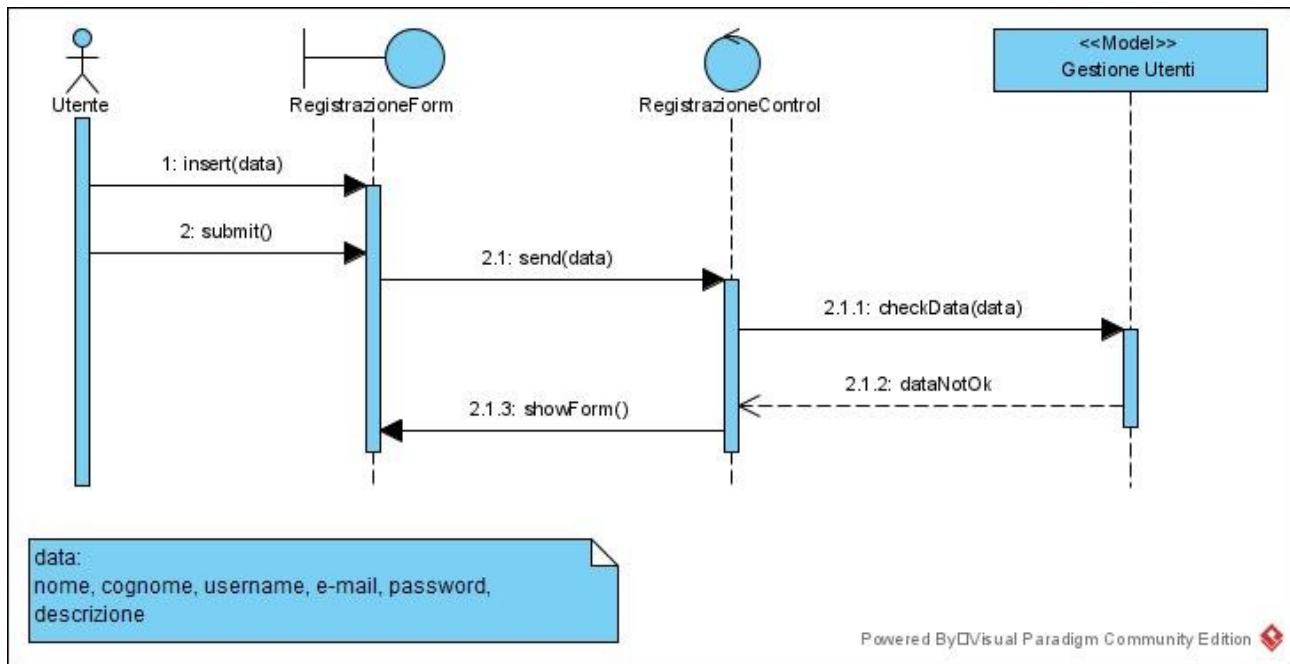 <<Model>>
Gestione Utenti
Utente
RegistrazioneForm
RegistrazioneControl
1: insert(data)
2: submit()
2.1: send(data)
2.1.1: checkData(data)
2.1.2: dataNotOk
2.1.3: showForm()
data:
nome, cognome, username, e-mail, password,
descrizione
Powered By□Visual Paradigm Community Edition